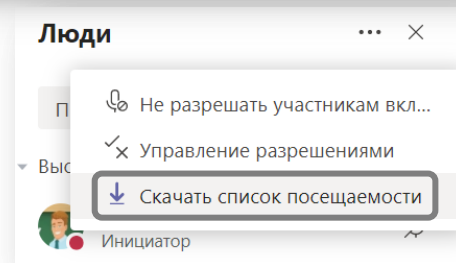 Люди
Не разрешать участникам вкл...
Управление разрешениями
Скачать список посещаемости
Инициатор